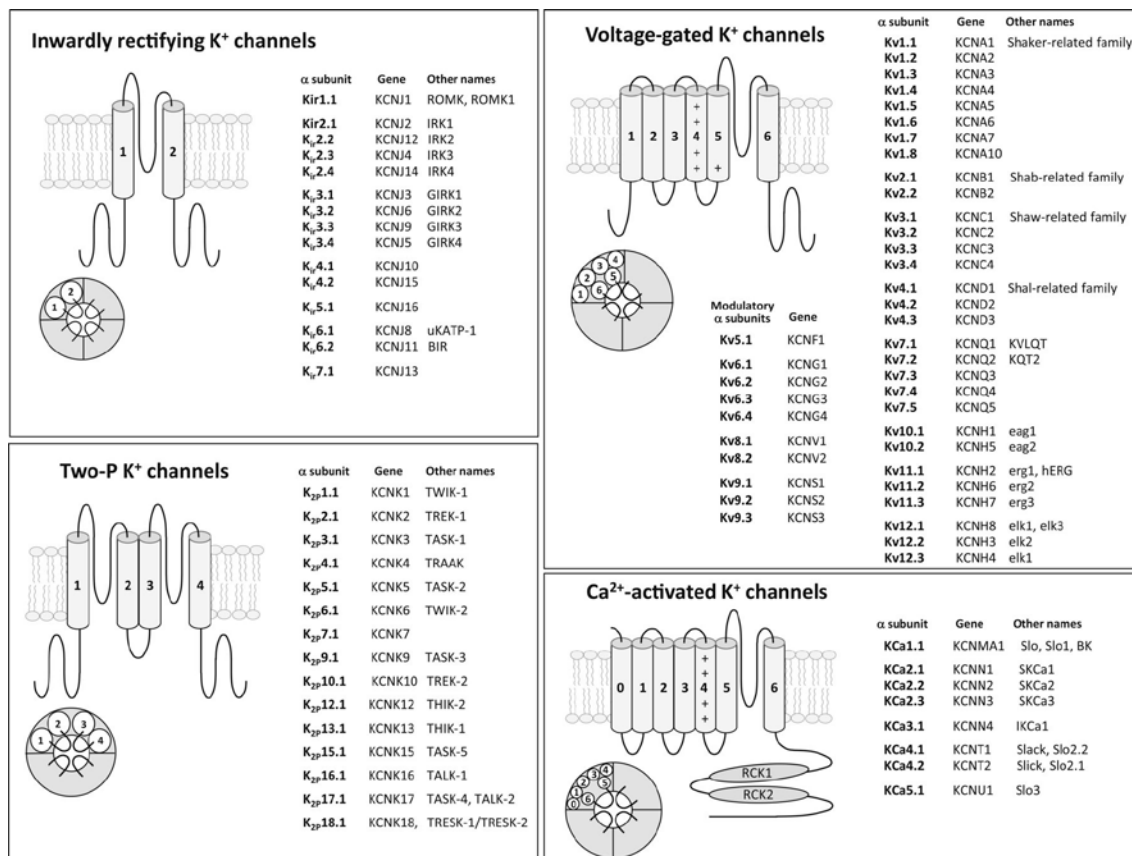 Inwardly rectifying K⁺ channels
α subunit Gene Other names
Kir1.1 KCNJ1 ROMK, ROMK1
Kir2.1 KCNJ2 IRK1
Kir2.2 KCNJ12 IRK2
Kir2.3 KCNJ4 IRK3
Kir2.4 KCNJ14 IRK4
Kir3.1 KCNJ3 GIRK1
Kir3.2 KCNJ6 GIRK2
Kir3.3 KCNJ9 GIRK3
Kir3.4 KCNJ5 GIRK4
Kir4.1 KCNJ10
Kir4.2 KCNJ15
Kir5.1 KCNJ16
Kir6.1 KCNJ8 uKATP-1
Kir6.2 KCNJ11 BIR
Kir7.1 KCNJ13
1 2
2
1
Voltage-gated K⁺ channels
α subunit Gene Other names
Kv1.1 KCNA1 Shaker-related family
Kv1.2 KCNA2
Kv1.3 KCNA3
Kv1.4 KCNA4
Kv1.5 KCNA5
Kv1.6 KCNA6
Kv1.7 KCNA7
Kv1.8 KCNA10
Kv2.1 KCNB1 Shab-related family
Kv2.2 KCNB2
Kv3.1 KCNC1 Shaw-related family
Kv3.2 KCNC2
Kv3.3 KCNC3
Kv3.4 KCNC4
Kv4.1 KCND1 Shal-related family
Kv4.2 KCND2
Kv4.3 KCND3
Kv7.1 KCNQ1 KVLQT
Kv7.2 KCNQ2 KQT2
Kv7.3 KCNQ3
Kv7.4 KCNQ4
Kv7.5 KCNQ5
Kv10.1 KCNH1 eag1
Kv10.2 KCNH5 eag2
Kv11.1 KCNH2 erg1, hERG
Kv11.2 KCNH6 erg2
Kv11.3 KCNH7 erg3
Kv12.1 KCNH8 elk1, elk3
Kv12.2 KCNH3 elk2
Kv12.3 KCNH4 elk1
+
+
1 2 3 4 5 6
+
+ +
3 4
2 5
1 6
Modulatory
α subunits Gene
Kv5.1 KCNF1
Kv6.1 KCNG1
Kv6.2 KCNG2
Kv6.3 KCNG3
Kv6.4 KCNG4
Kv8.1 KCNV1
Kv8.2 KCNV2
Kv9.1 KCNS1
Kv9.2 KCNS2
Kv9.3 KCNS3
Two-P K⁺ channels
α subunit Gene Other names
K2P1.1 KCNK1 TWIK-1
K2P2.1 KCNK2 TREK-1
K2P3.1 KCNK3 TASK-1
K2P4.1 KCNK4 TRAAK
K2P5.1 KCNK5 TASK-2
K2P6.1 KCNK6 TWIK-2
K2P7.1 KCNK7
K2P9.1 KCNK9 TASK-3
K2P10.1 KCNK10 TREK-2
K2P12.1 KCNK12 THIK-2
K2P13.1 KCNK13 THIK-1
K2P15.1 KCNK15 TASK-5
K2P16.1 KCNK16 TALK-1
K2P17.1 KCNK17 TASK-4, TALK-2
K2P18.1 KCNK18, TRESK-1/TRESK-2
1 2 3 4
2 3
1 4
Ca²⁺-activated K⁺ channels
α subunit Gene Other names
KCa1.1 KCNMA1 Slo, Slo1, BK
KCa2.1 KCNN1 SKCa1
KCa2.2 KCNN2 SKCa2
KCa2.3 KCNN3 SKCa3
KCa3.1 KCNN4 IKCa1
KCa4.1 KCNT1 Slack, Slo2.2
KCa4.2 KCNT2 Slick, Slo2.1
KCa5.1 KCNU1 Slo3
+
+
0 1 2 3 4 5 6
+
+
RCK1
RCK2
3 4
2 5
1
0 6